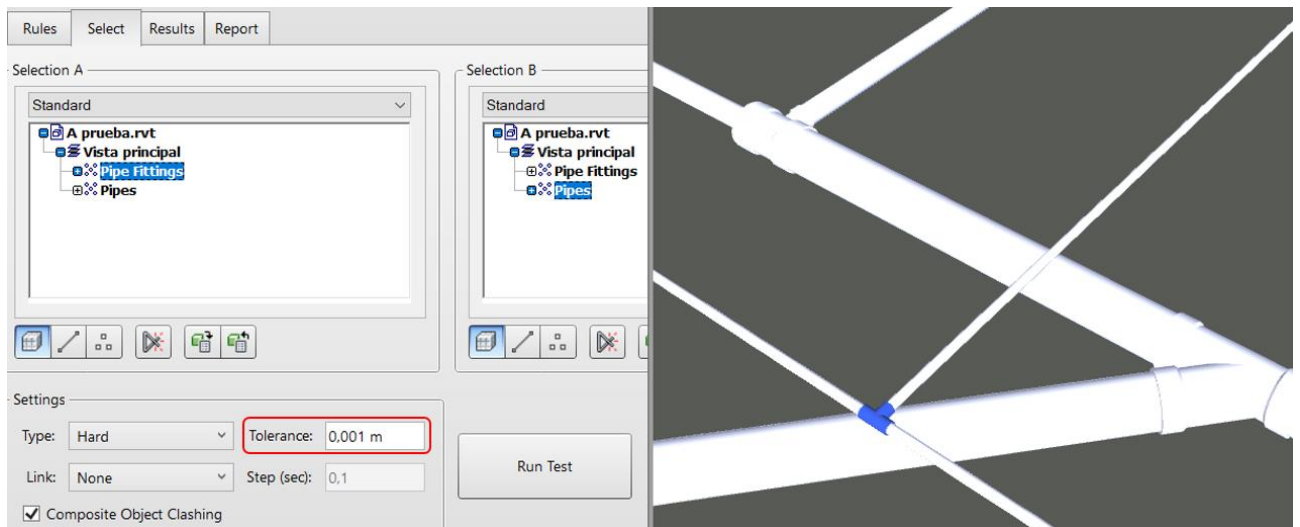 Rules Select Results Report
Selection A
Standard
A prueba.rvt
Vista principal
Pipe Fittings
Pipes
Selection B
Standard
A prueba.rvt
Vista principal
Pipe Fittings
Pipes
Settings
Type: Hard Tolerance: 0,001 m
Link: None Step (sec): 0,1
Composite Object Clashing
Run Test